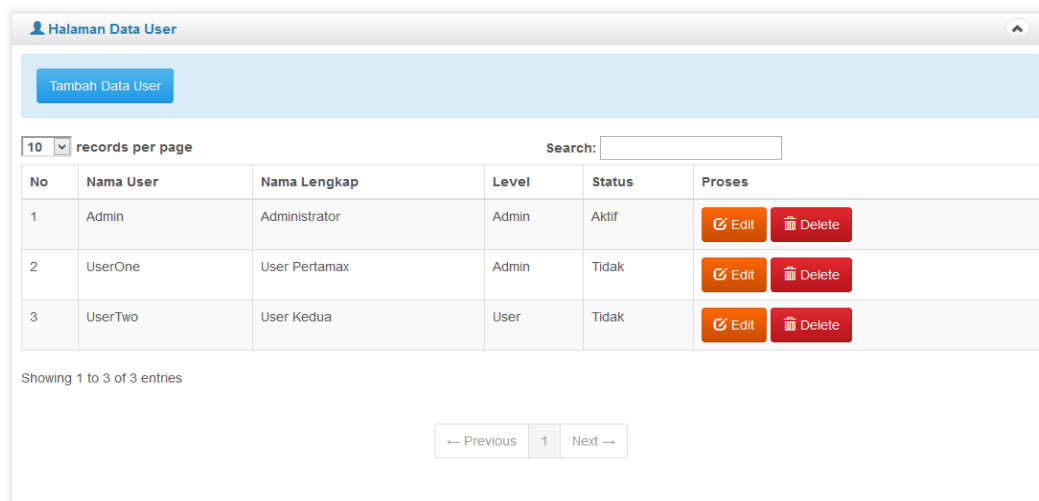 Halaman Data User
Tambah Data User
10 records per page Search:
No Nama User Nama Lengkap Level Status Proses
1 Admin Administrator Admin Aktif Edit Delete
2 UserOne User Pertamax Admin Tidak Edit Delete
3 UserTwo User Kedua User Tidak Edit Delete
Showing 1 to 3 of 3 entries
← Previous 1 Next →